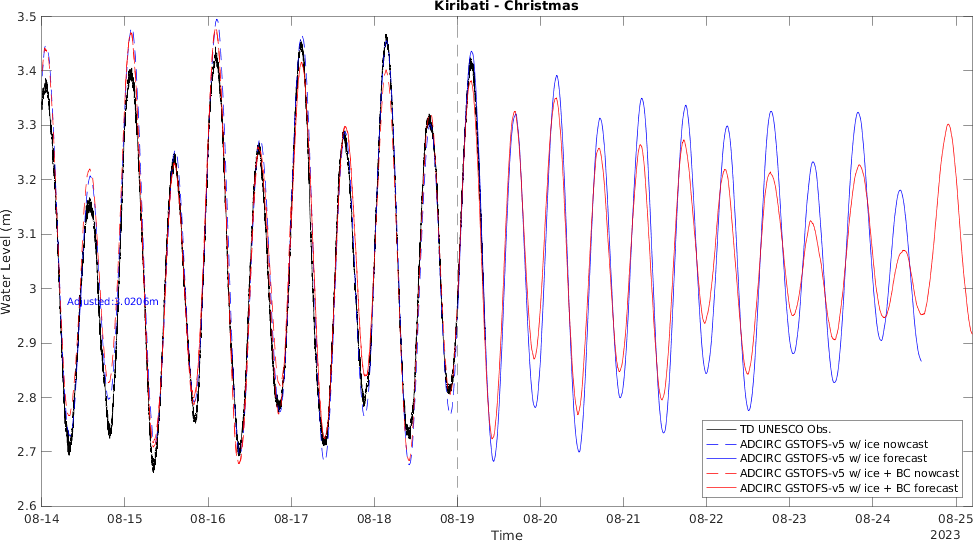 Kiribati - Christmas
3.5
3.4
3.3
3.2
3.1
3
2.9
2.8
2.7
2.6
Water Level (m)
Adjusted:3.0206m
TD UNESCO Obs.
ADCIRC GSTOFS-v5 w/ ice nowcast
ADCIRC GSTOFS-v5 w/ ice forecast
ADCIRC GSTOFS-v5 w/ ice + BC nowcast
ADCIRC GSTOFS-v5 w/ ice + BC forecast
08-14 08-15 08-16 08-17 08-18 08-19 08-20 08-21 08-22 08-23 08-24 08-25
Time
2023